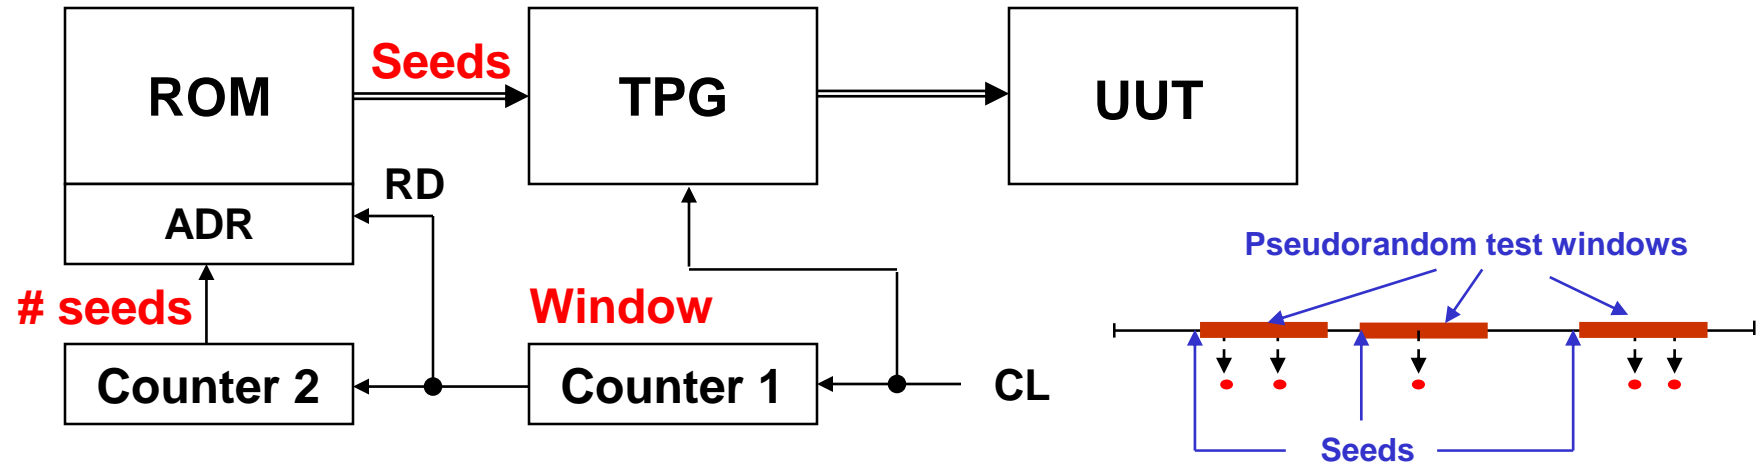 ROM
Seeds
TPG
UUT
RD
ADR
# seeds
Window
Counter 2
Counter 1
CL
Pseudorandom test windows
Seeds